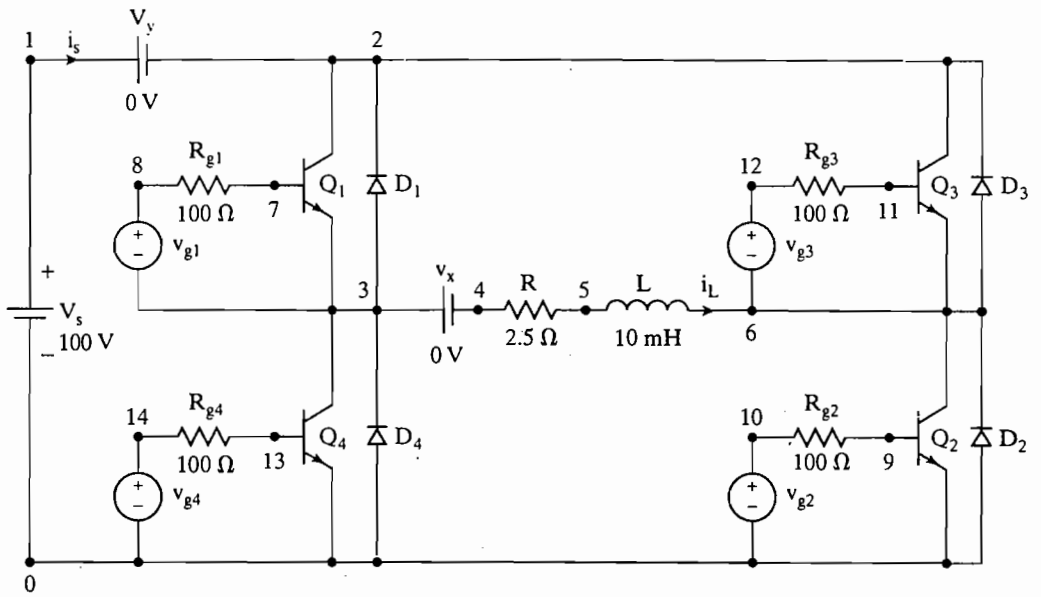 V_y
1 i_s 2
0 V
8 R_g1 12 R_g3
Q_1 D_1 Q_3 D_3
100 Ω 7 100 Ω 11
+ − v_g1 + − v_g3
+ V_s 100 V −
3 v_x 4 R 5 L i_L 6
0 V 2.5 Ω 10 mH
14 R_g4 10 R_g2
Q_4 D_4 Q_2 D_2
100 Ω 13 100 Ω 9
+ − v_g4 + − v_g2
0